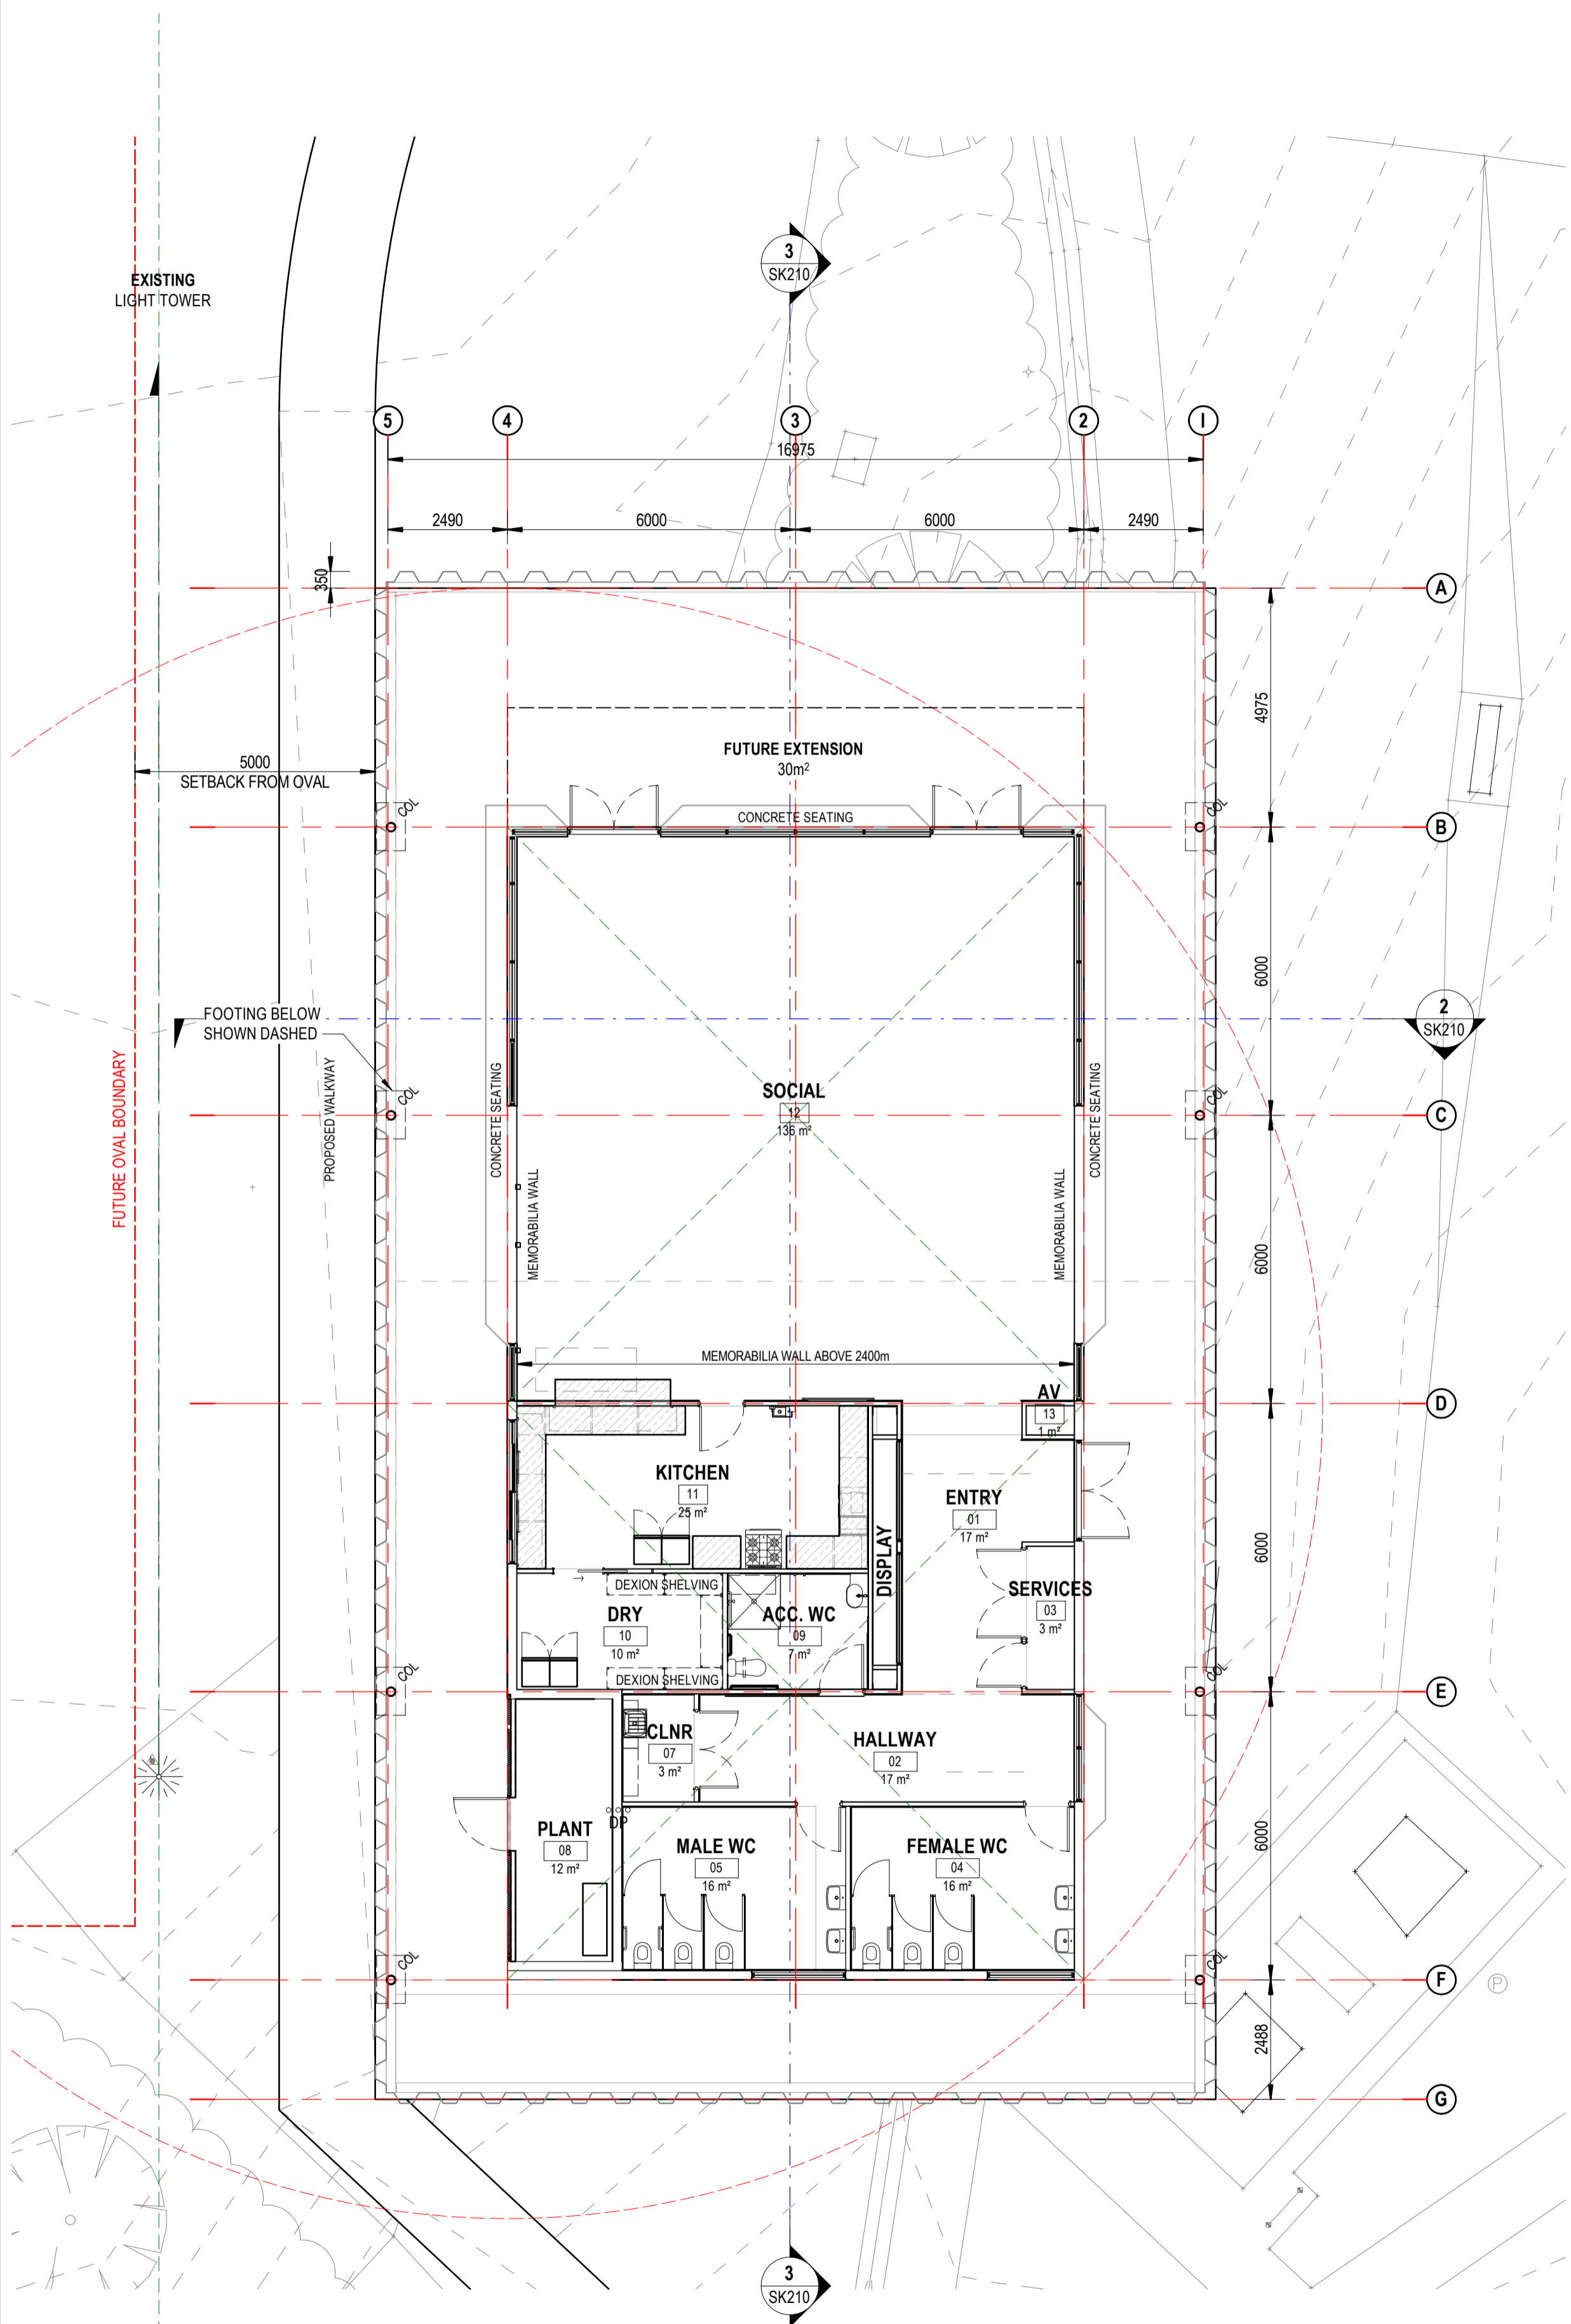 3
SK210
EXISTING
LIGHT TOWER
5
4
3
2
I
16975
2490
6000
6000
2490
350
A
4975
FUTURE EXTENSION
30m²
5000
SETBACK FROM OVAL
CONCRETE SEATING
COL
COL
B
6000
FOOTING BELOW
SHOWN DASHED
2
SK210
FUTURE OVAL BOUNDARY
PROPOSED WALKWAY
CONCRETE SEATING
MEMORABILIA WALL
SOCIAL
12
136 m²
MEMORABILIA WALL
CONCRETE SEATING
COL
COL
C
6000
MEMORABILIA WALL ABOVE 2400m
AV
13
1 m²
D
KITCHEN
11
25 m²
ENTRY
01
17 m²
DISPLAY
6000
DEXION SHELVING
DRY
10
10 m²
DEXION SHELVING
ACC. WC
09
7 m²
SERVICES
03
3 m²
COL
COL
E
CLNR
07
3 m²
HALLWAY
02
17 m²
DP
PLANT
08
12 m²
MALE WC
05
16 m²
FEMALE WC
04
16 m²
6000
COL
COL
F
P
2488
G
3
SK210